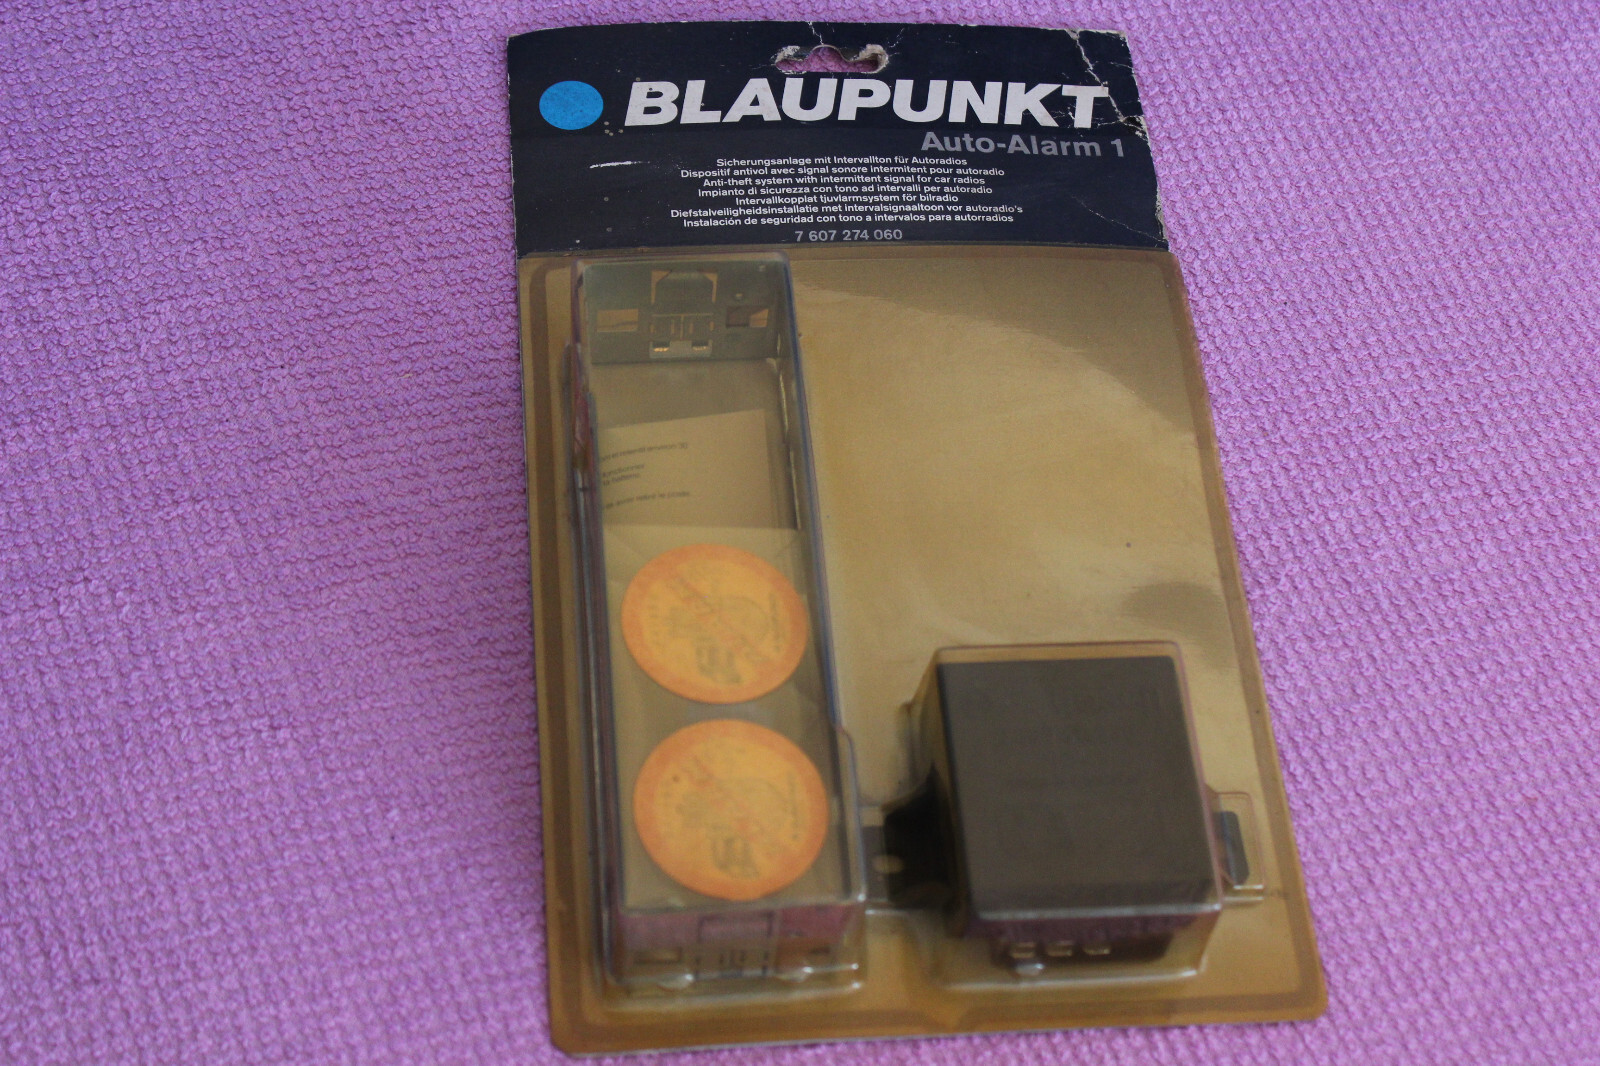 BLAUPUNKT
Auto-Alarm 1
Sicherungsanlage mit Intervallton für Autoradios
Dispositif antivol avec signal sonore intermitent pour autoradio
Anti-theft system with intermittent signal for car radios
Impianto di sicurezza con tono ad intervalli per autoradio
Intervallkopplat tjuvlarmsystem för bilradio
Diefstalveiligheidsinstallatie met intervalsignaaltoon vor autoradio's
Instalación de seguridad con tono a intervalos para autorradios
7 607 274 060